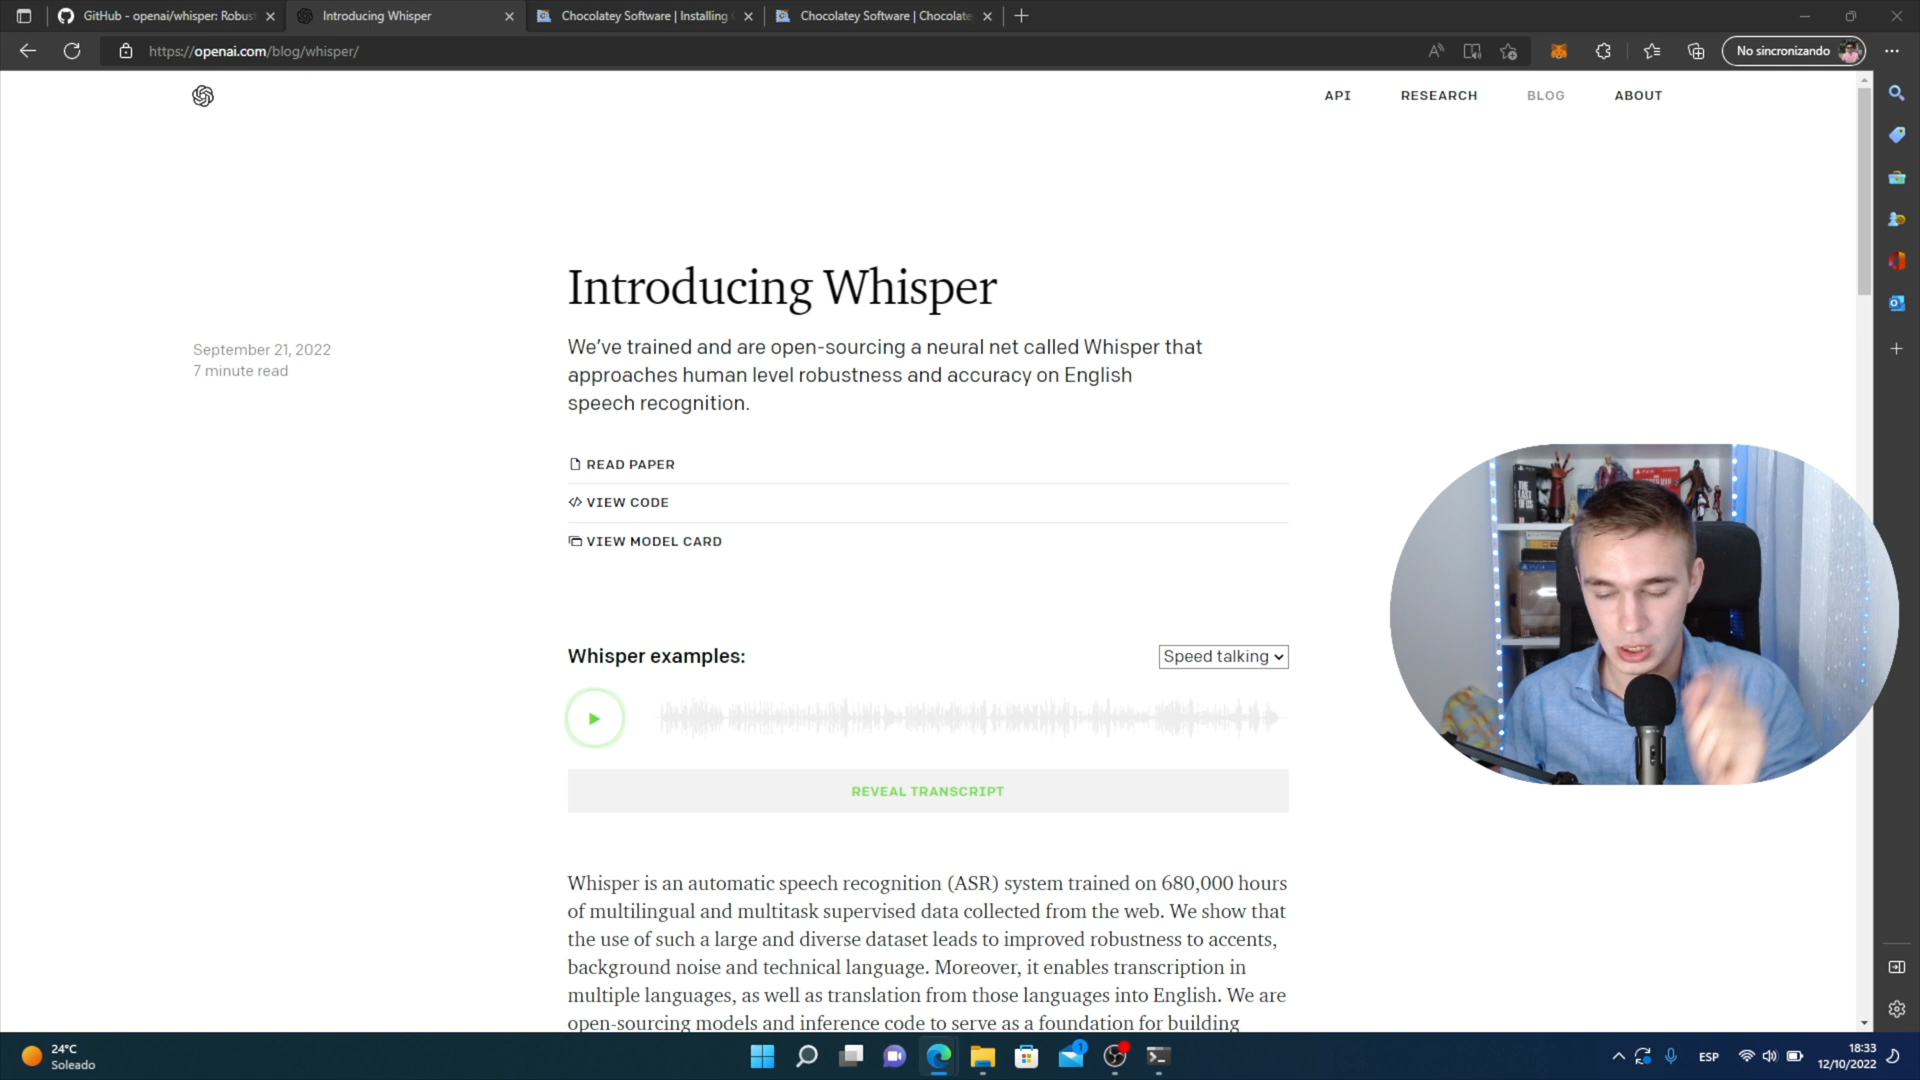 GitHub - openai/whisper: Robus
Introducing Whisper
Chocolatey Software | Installing
Chocolatey Software | Chocolate
https://openai.com/blog/whisper/
No sincronizando
API
RESEARCH
BLOG
ABOUT
Introducing Whisper
We’ve trained and are open-sourcing a neural net called Whisper that
approaches human level robustness and accuracy on English
speech recognition.
September 21, 2022
7 minute read
READ PAPER
VIEW CODE
VIEW MODEL CARD
Whisper examples:
Speed talking
REVEAL TRANSCRIPT
Whisper is an automatic speech recognition (ASR) system trained on 680,000 hours
of multilingual and multitask supervised data collected from the web. We show that
the use of such a large and diverse dataset leads to improved robustness to accents,
background noise and technical language. Moreover, it enables transcription in
multiple languages, as well as translation from those languages into English. We are
open-sourcing models and inference code to serve as a foundation for building
THE
LAST
OF US
24°C
Soleado
1
ESP
18:33
12/10/2022